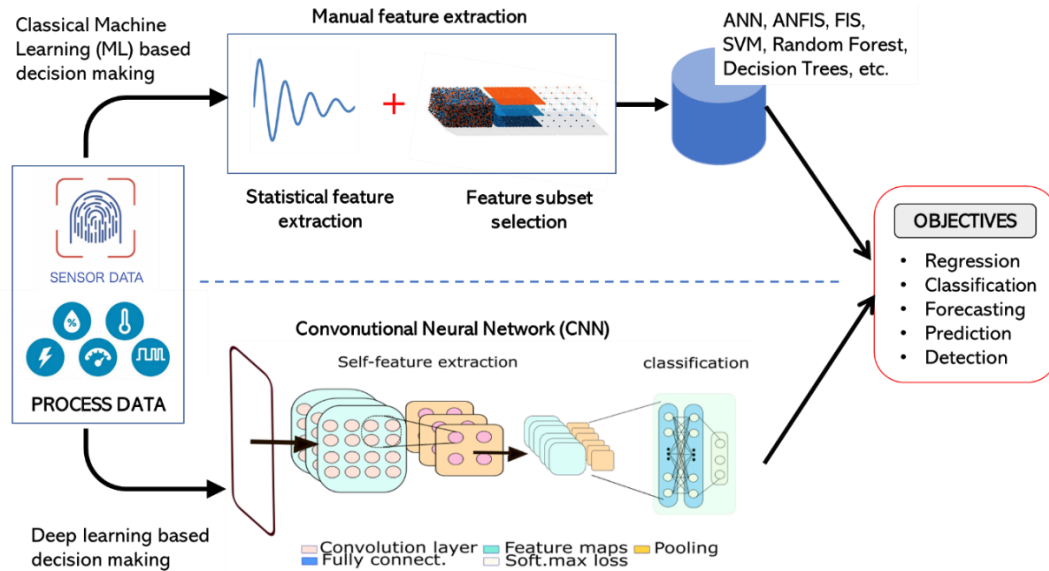 Classical Machine
Learning (ML) based
decision making
Manual feature extraction
ANN, ANFIS, FIS,
SVM, Random Forest,
Decision Trees, etc.
Statistical feature
extraction
Feature subset
selection
SENSOR DATA
%
PROCESS DATA
OBJECTIVES
• Regression
• Classification
• Forecasting
• Prediction
• Detection
Convonutional Neural Network (CNN)
Self-feature extraction
classification
Deep learning based
decision making
Convolution layer
Feature maps
Pooling
Fully connect.
Soft.max loss